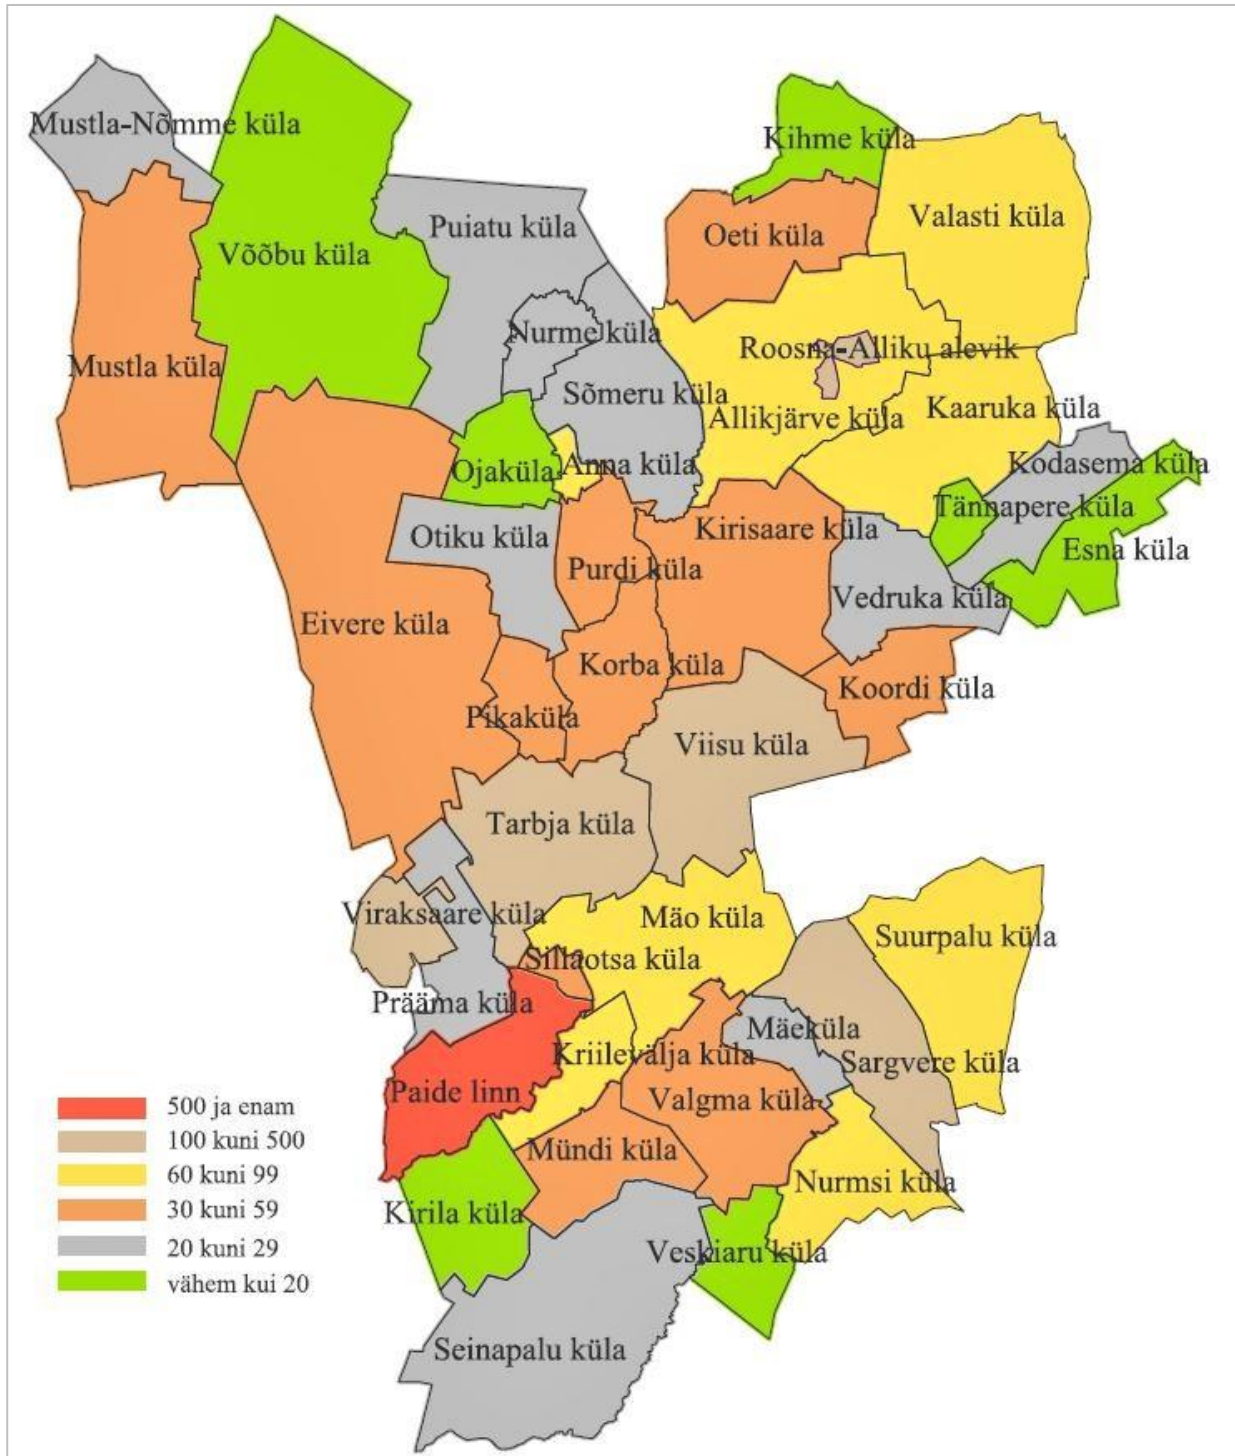 Mustla-Nõmme küla
Kihme küla
Valasti küla
Puiatu küla
Oeti küla
Võõbu küla
Nurme küla
Roosna-Alliku alevik
Mustla küla
Sõmeru küla
Kaaruka küla
Allikjärve küla
Kodasema küla
Anna küla
Ojaküla
Tännapere küla
Kirisaare küla
Otiku küla
Esna küla
Purdi küla
Vedruka küla
Eivere küla
Korba küla
Koordi küla
Pikaküla
Viisu küla
Tarbja küla
Viraksaare küla
Mäo küla
Suurpalu küla
Sillaotsa küla
Prääma küla
Mäeküla
Kriilevälja küla
Sargvere küla
Paide linn
Valgma küla
Mündi küla
Nurmsi küla
Kirila küla
Veskiaru küla
Seinapalu küla
500 ja enam
100 kuni 500
60 kuni 99
30 kuni 59
20 kuni 29
vähem kui 20